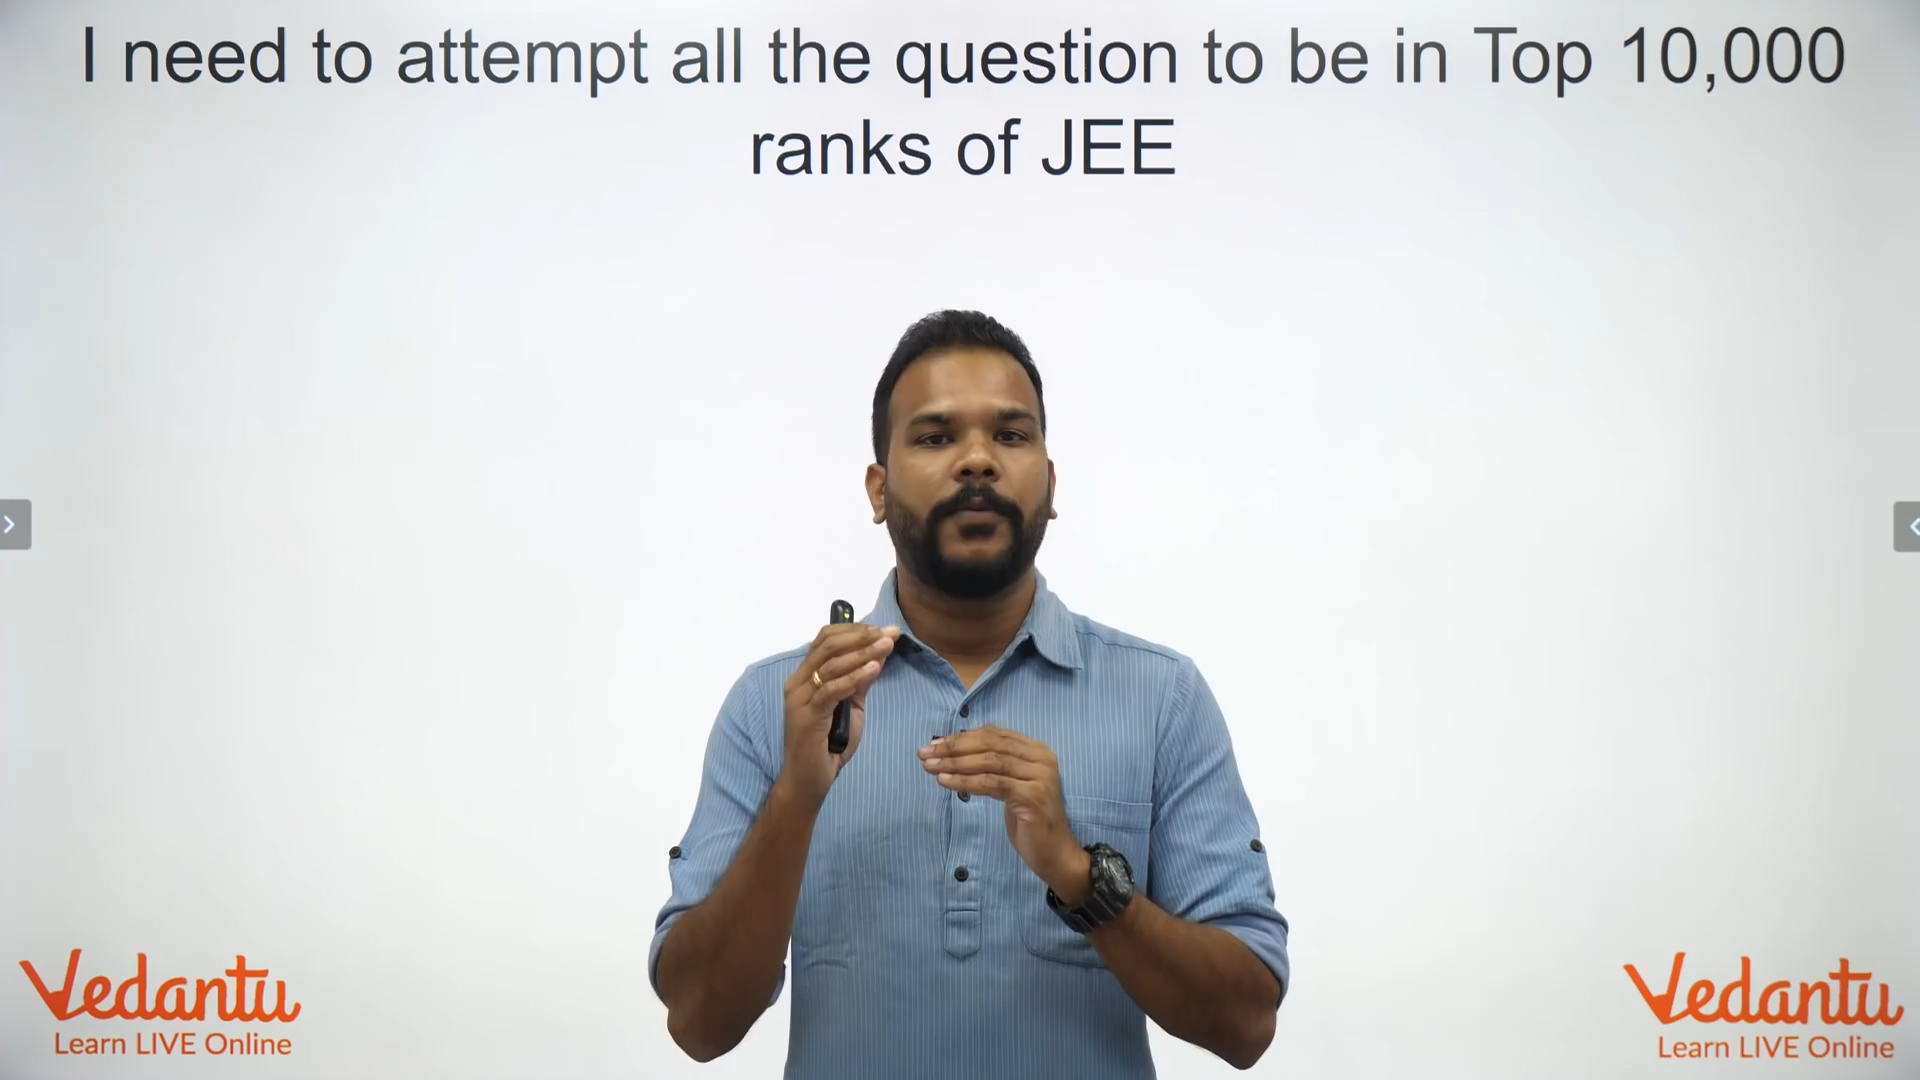 I need to attempt all the question to be in Top 10,000
ranks of JEE
Vedantu
Learn LIVE Online
Vedantu
Learn LIVE Online